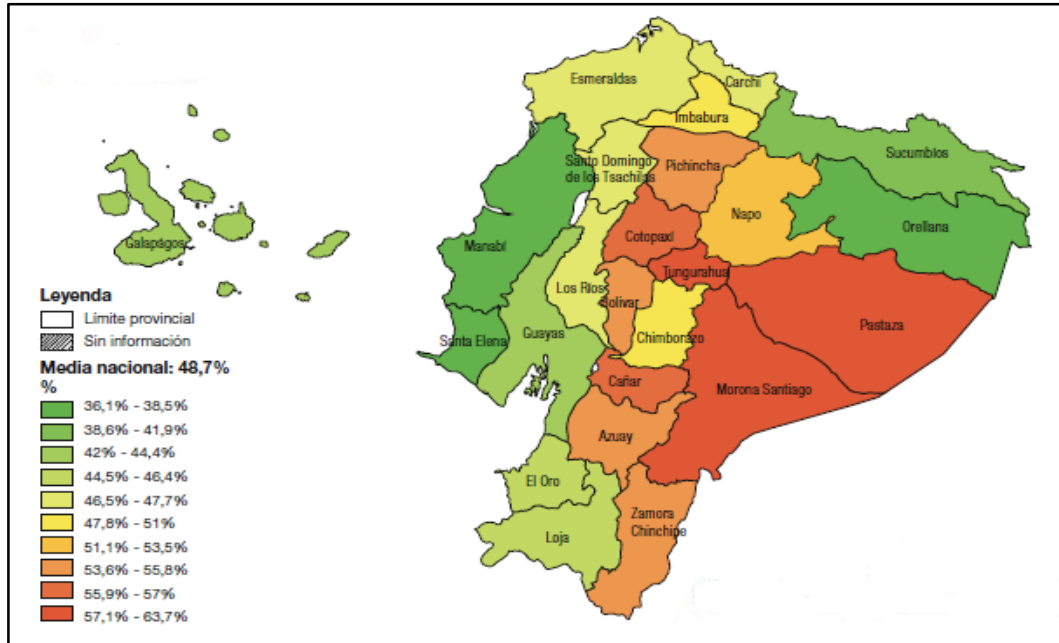 Esmeraldas
Carchi
Imbabura
Sucumbíos
Santo Domingo
de los Tsachilas
Pichincha
Napo
Orellana
Galápagos
Manabí
Cotopaxi
Tungurahua
Los Ríos
Bolívar
Pastaza
Santa Elena
Guayas
Chimborazo
Cañar
Morona Santiago
Azuay
El Oro
Loja
Zamora
Chinchipe
Leyenda
Límite provincial
Sin información
Media nacional: 48,7%
%
36,1% - 38,5%
38,6% - 41,9%
42% - 44,4%
44,5% - 46,4%
46,5% - 47,7%
47,8% - 51%
51,1% - 53,5%
53,6% - 55,8%
55,9% - 57%
57,1% - 63,7%